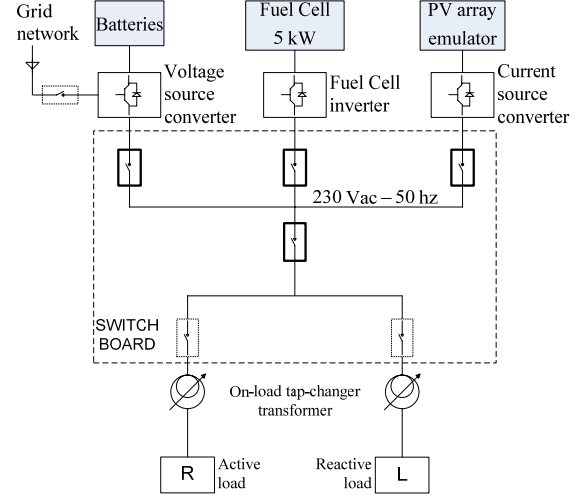 Grid
network
Batteries
Fuel Cell
5 kW
PV array
emulator
Voltage
source
converter
Fuel Cell
inverter
Current
source
converter
230 Vac – 50 hz
SWITCH
BOARD
On-load tap-changer
transformer
R
Active
load
Reactive
load
L